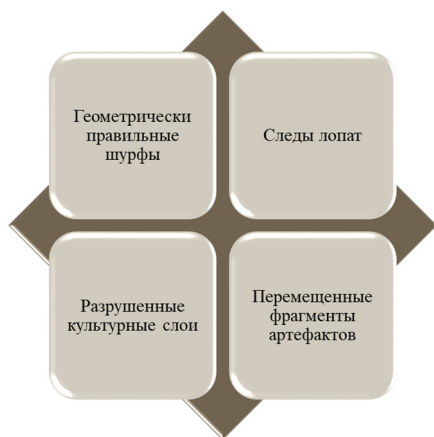 Геометрически
правильные
шурфы
Следы лопат
Разрушенные
культурные слои
Перемещенные
фрагменты
артефактов